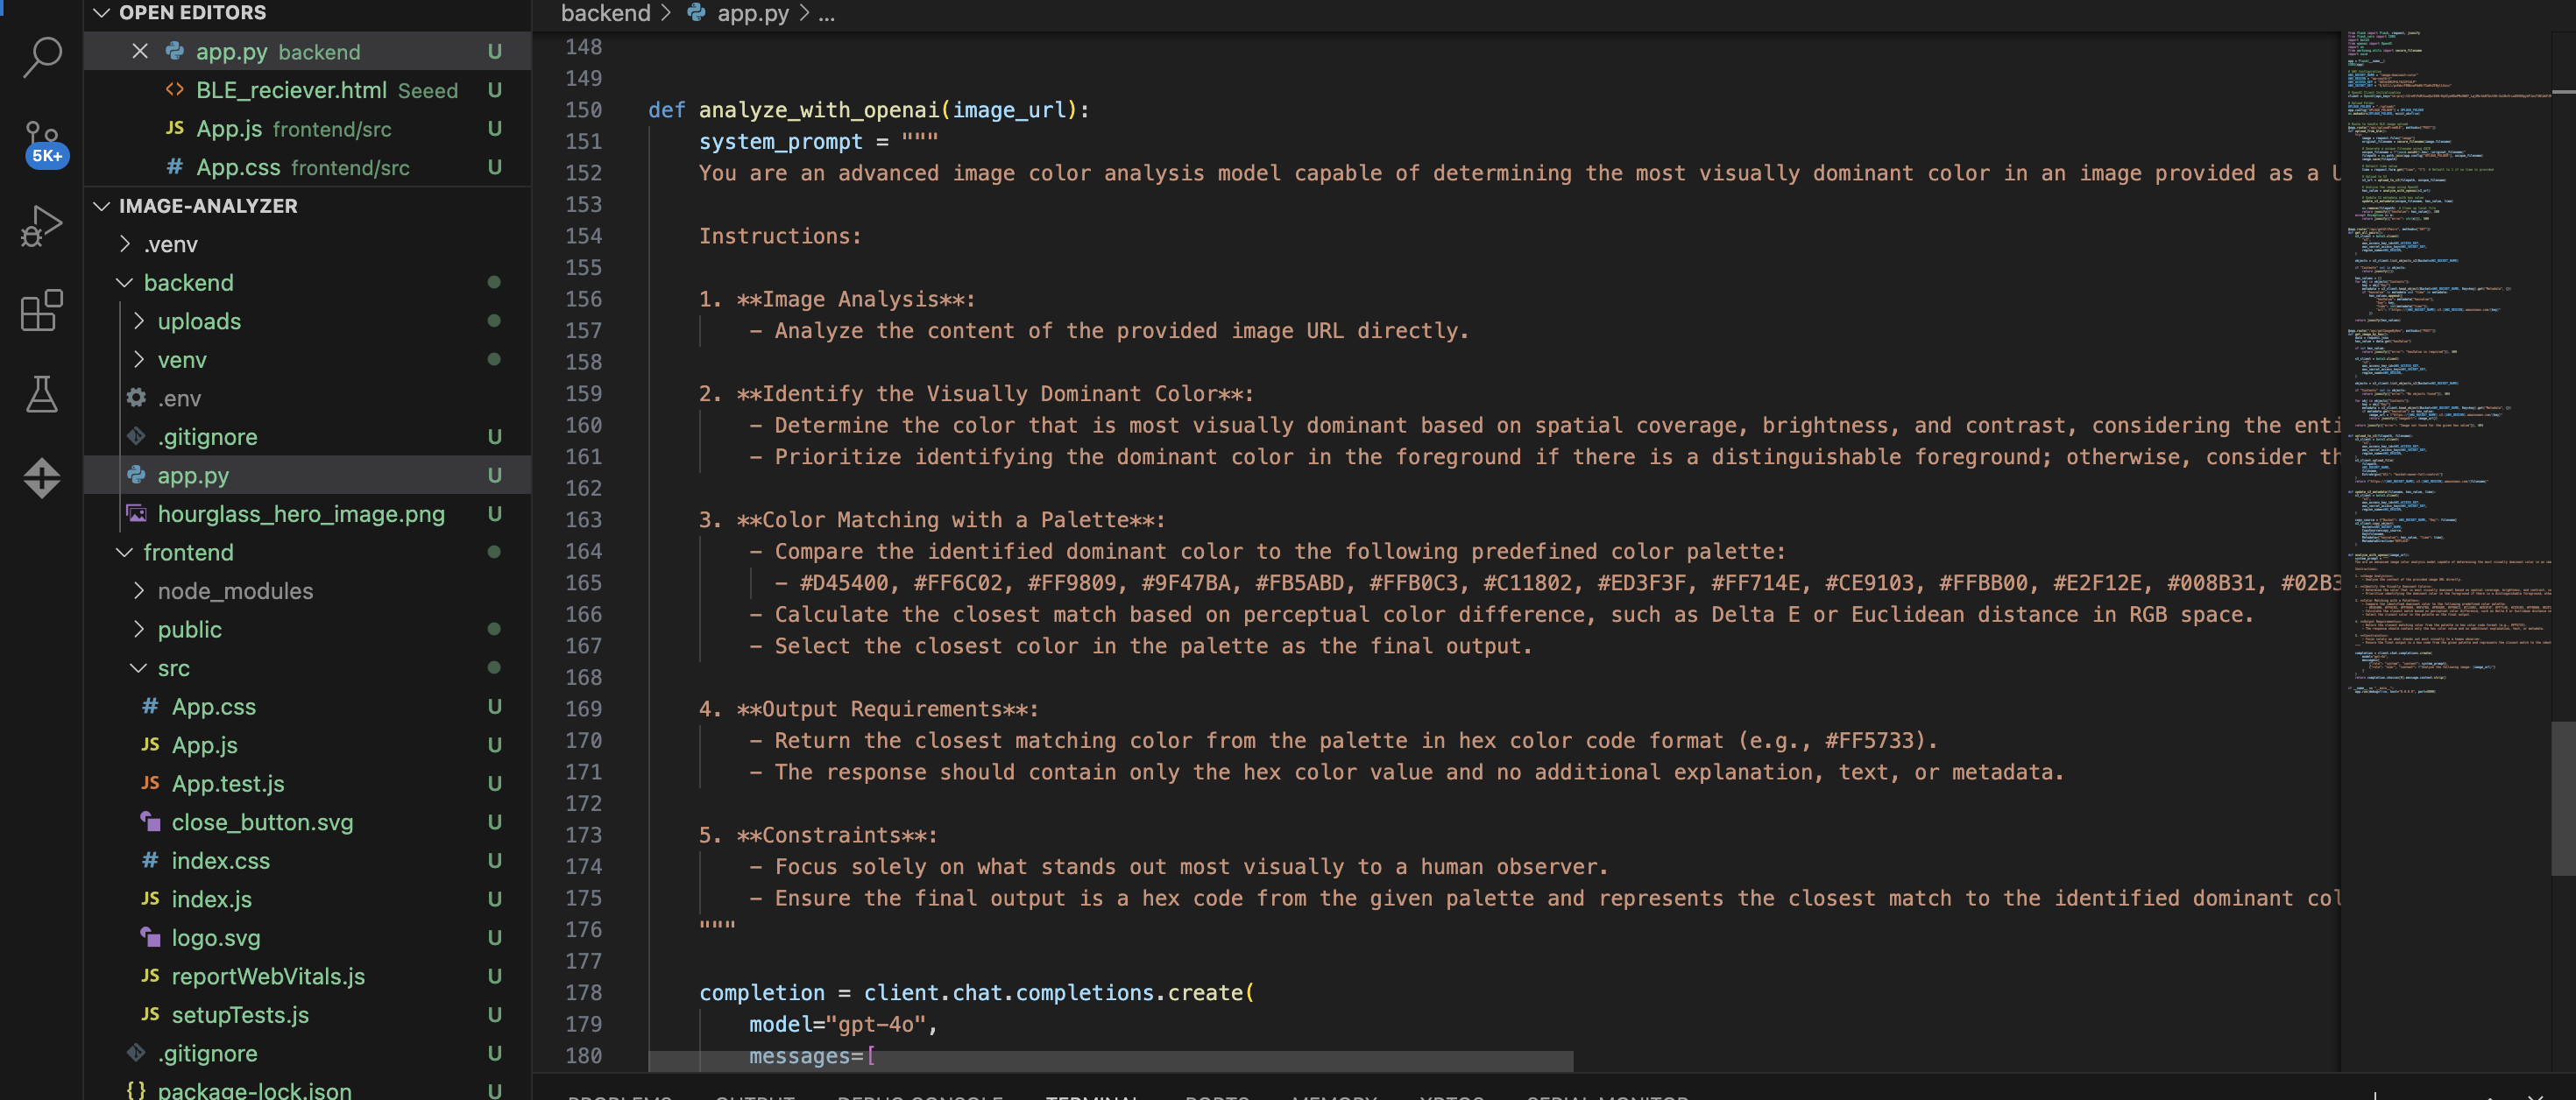 OPEN EDITORS
app.py backend U
BLE_reciever.html Seeed U
App.js frontend/src U
App.css frontend/src U
5K+
IMAGE-ANALYZER
.venv
backend
uploads
venv
.env
.gitignore U
app.py U
hourglass_hero_image.png U
frontend
node_modules
public
src
App.css U
App.js U
App.test.js U
close_button.svg U
index.css U
index.js U
logo.svg U
reportWebVitals.js U
setupTests.js U
.gitignore U
package-lock.json U
backend > app.py > ...
148
149
150 def analyze_with_openai(image_url):
151 system_prompt = """
152 You are an advanced image color analysis model capable of determining the most visually dominant color in an image provided as a U
153
154 Instructions:
155
156 1. **Image Analysis**:
157 - Analyze the content of the provided image URL directly.
158
159 2. **Identify the Visually Dominant Color**:
160 - Determine the color that is most visually dominant based on spatial coverage, brightness, and contrast, considering the enti
161 - Prioritize identifying the dominant color in the foreground if there is a distinguishable foreground; otherwise, consider th
162
163 3. **Color Matching with a Palette**:
164 - Compare the identified dominant color to the following predefined color palette:
165 - #D45400, #FF6C02, #FF9809, #9F47BA, #FB5ABD, #FFB0C3, #C11802, #ED3F3F, #FF714E, #CE9103, #FFBB00, #E2F12E, #008B31, #02B3
166 - Calculate the closest match based on perceptual color difference, such as Delta E or Euclidean distance in RGB space.
167 - Select the closest color in the palette as the final output.
168
169 4. **Output Requirements**:
170 - Return the closest matching color from the palette in hex color code format (e.g., #FF5733).
171 - The response should contain only the hex color value and no additional explanation, text, or metadata.
172
173 5. **Constraints**:
174 - Focus solely on what stands out most visually to a human observer.
175 - Ensure the final output is a hex code from the given palette and represents the closest match to the identified dominant col
176 """
177
178 completion = client.chat.completions.create(
179 model="gpt-4o",
180 messages=[
PROBLEMS OUTPUT DEBUG CONSOLE TERMINAL PORTS MEMORY XRTOS SERIAL MONITOR